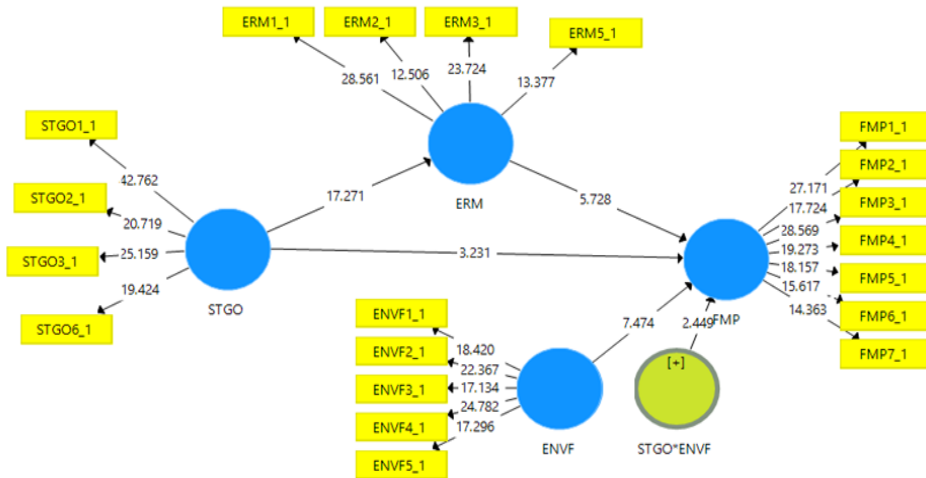 ERM1_1
ERM2_1
ERM3_1
ERM5_1
28.561
12.506
23.724
13.377
STGO1_1
STGO2_1
STGO3_1
STGO6_1
42.762
20.719
25.159
19.424
STGO
17.271
ERM
5.728
3.231
FMP1_1
FMP2_1
FMP3_1
FMP4_1
FMP5_1
FMP6_1
FMP7_1
27.171
17.724
28.569
19.273
18.157
15.617
14.363
FMP
7.474
2.449
ENVF1_1
ENVF2_1
ENVF3_1
ENVF4_1
ENVF5_1
18.420
22.367
17.134
24.782
17.296
ENVF
[+]
STGO*ENVF